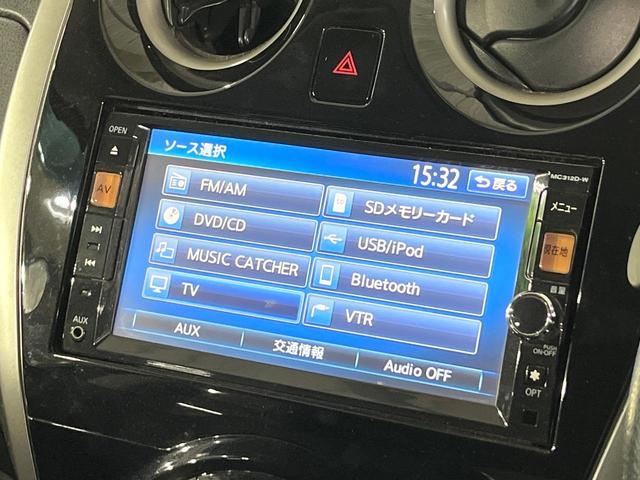 OPEN
MC312D-W
ソース選択
15:32
戻る
メニュー
AV
FM/AM
SDメモリーカード
DVD/CD
USB/iPod
現在地
MUSIC CATCHER
Bluetooth
TV
VTR
音量
AUX
AUX
交通情報
Audio OFF
PUSH
ON-OFF
OPT